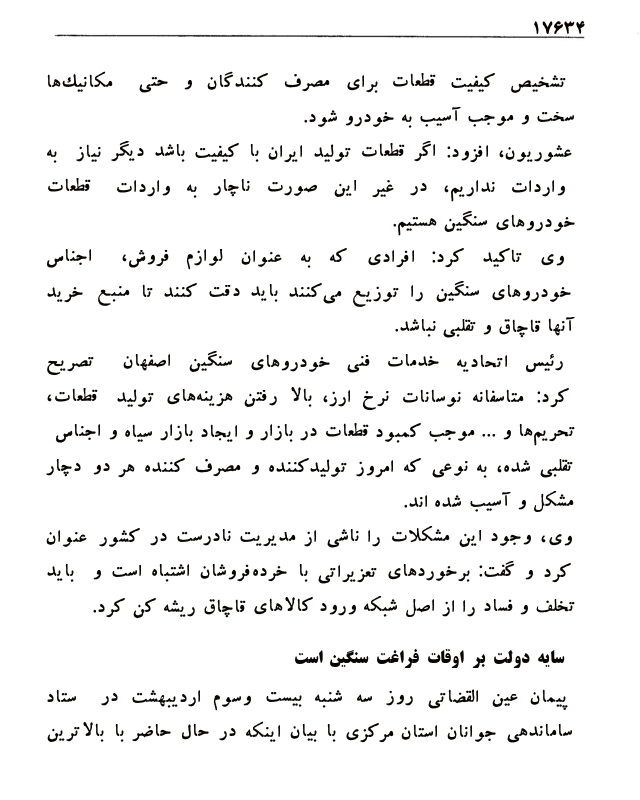 ۱۷۶۳۴
تشخیص کیفیت قطعات برای مصرف کنندگان و حتی مکانیک‌ها
سخت و موجب آسیب به خودرو شود.
عشوریون، افزود: اگر قطعات تولید ایران با کیفیت باشد دیگر نیاز به
واردات نداریم، در غیر این صورت ناچار به واردات قطعات
خودروهای سنگین هستیم.
وی تاکید کرد: افرادی که به عنوان لوازم فروش، اجناس
خودروهای سنگین را توزیع می‌کنند باید دقت کنند تا منبع خرید
آنها قاچاق و تقلبی نباشد.
رئیس اتحادیه خدمات فنی خودروهای سنگین اصفهان تصریح
کرد: متاسفانه نوسانات نرخ ارز، بالا رفتن هزینه‌های تولید قطعات،
تحریم‌ها و ... موجب کمبود قطعات در بازار و ایجاد بازار سیاه و اجناس
تقلبی شده، به نوعی که امروز تولیدکننده و مصرف کننده هر دو دچار
مشکل و آسیب شده اند.
وی، وجود این مشکلات را ناشی از مدیریت نادرست در کشور عنوان
کرد و گفت: برخوردهای تعزیراتی با خرده‌فروشان اشتباه است و باید
تخلف و فساد را از اصل شبکه ورود کالاهای قاچاق ریشه کن کرد.
سایه دولت بر اوقات فراغت سنگین است
پیمان عین القضاتی روز سه شنبه بیست وسوم اردیبهشت در ستاد
ساماندهی جوانان استان مرکزی با بیان اینکه در حال حاضر با بالاترین